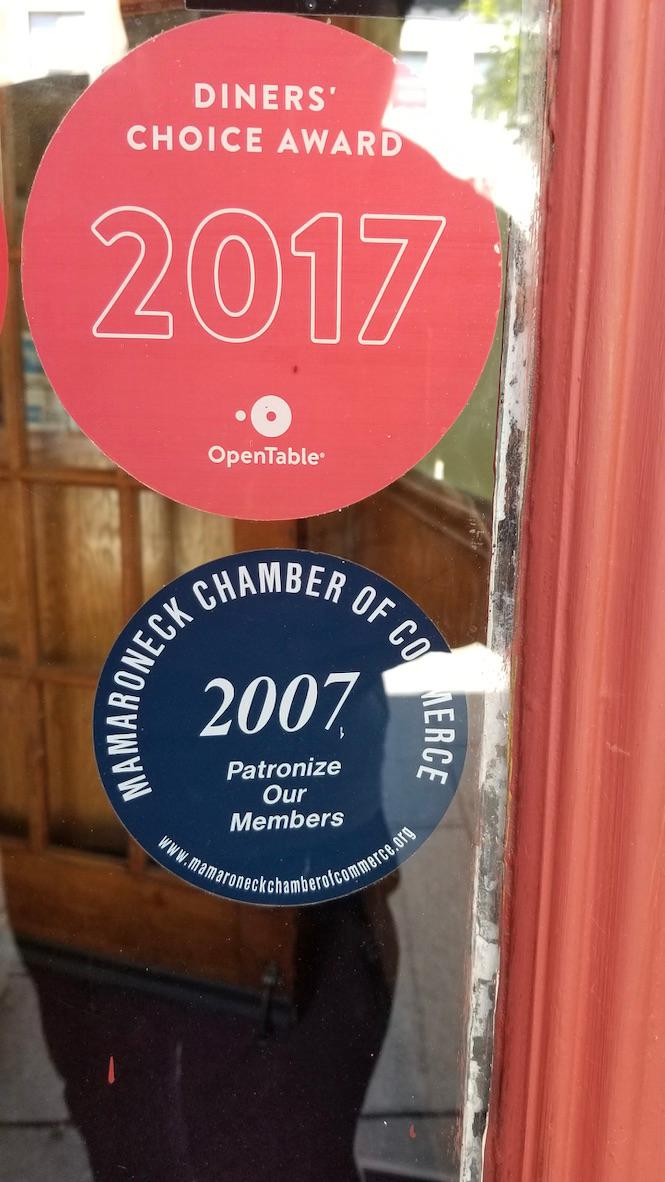 DINERS'
CHOICE AWARD
2017
OpenTable®
MAMARONECK CHAMBER OF COMMERCE
2007
Patronize
Our
Members
www.mamaroneckchamberofcommerce.org